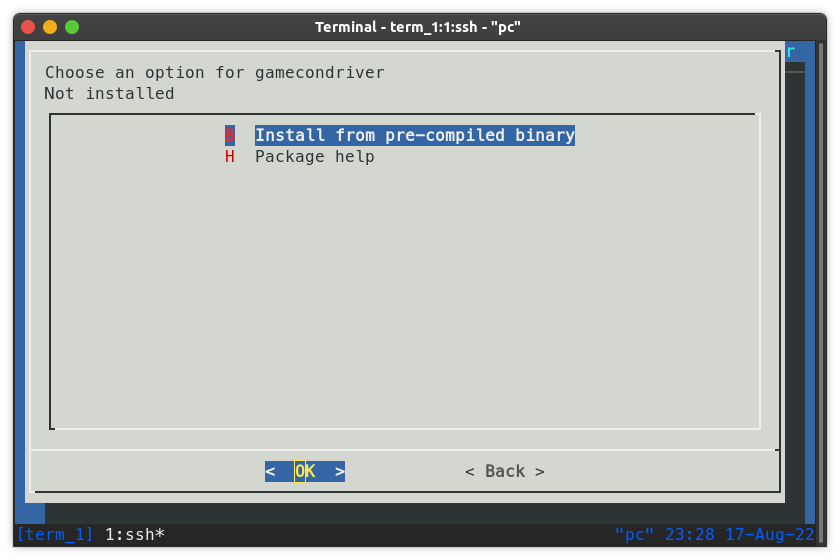 Terminal - term_1:1:ssh - "pc"
r
Choose an option for gamecondriver
Not installed
B Install from pre-compiled binary
H Package help
< OK > < Back >
[term_1] 1:ssh* "pc" 23:28 17-Aug-22